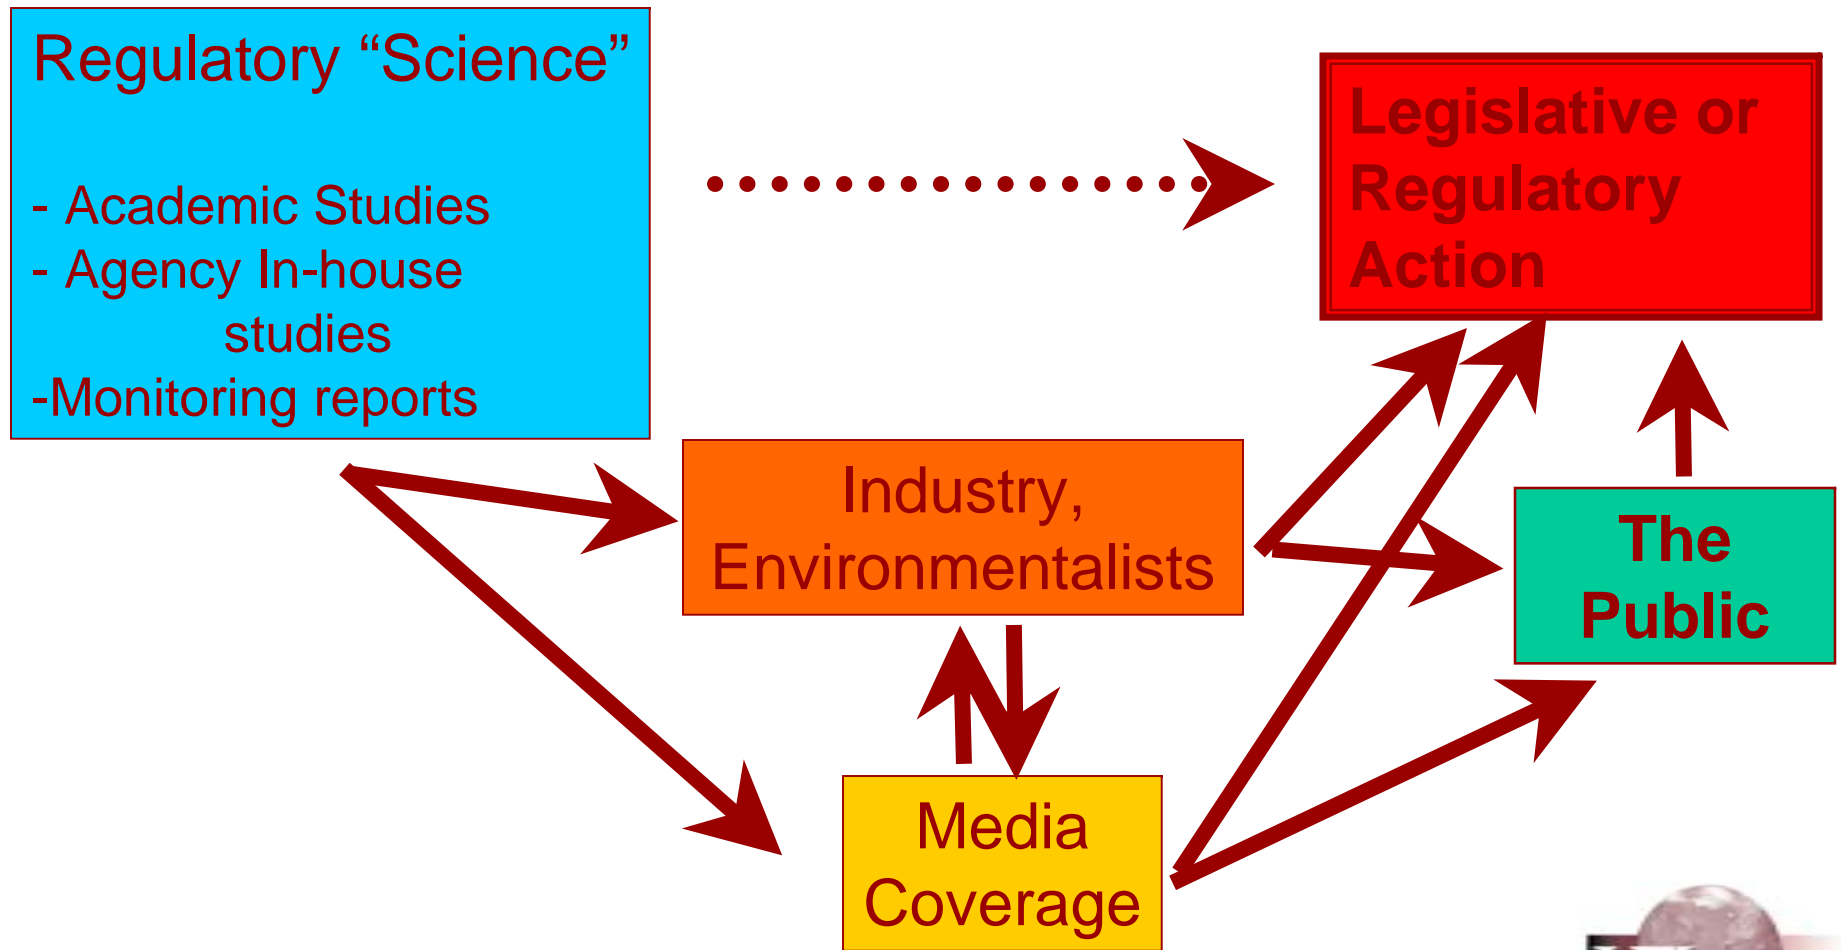 Regulatory “Science”
- Academic Studies
- Agency In-house
studies
-Monitoring reports
Legislative or
Regulatory
Action
Industry,
Environmentalists
The
Public
Media
Coverage